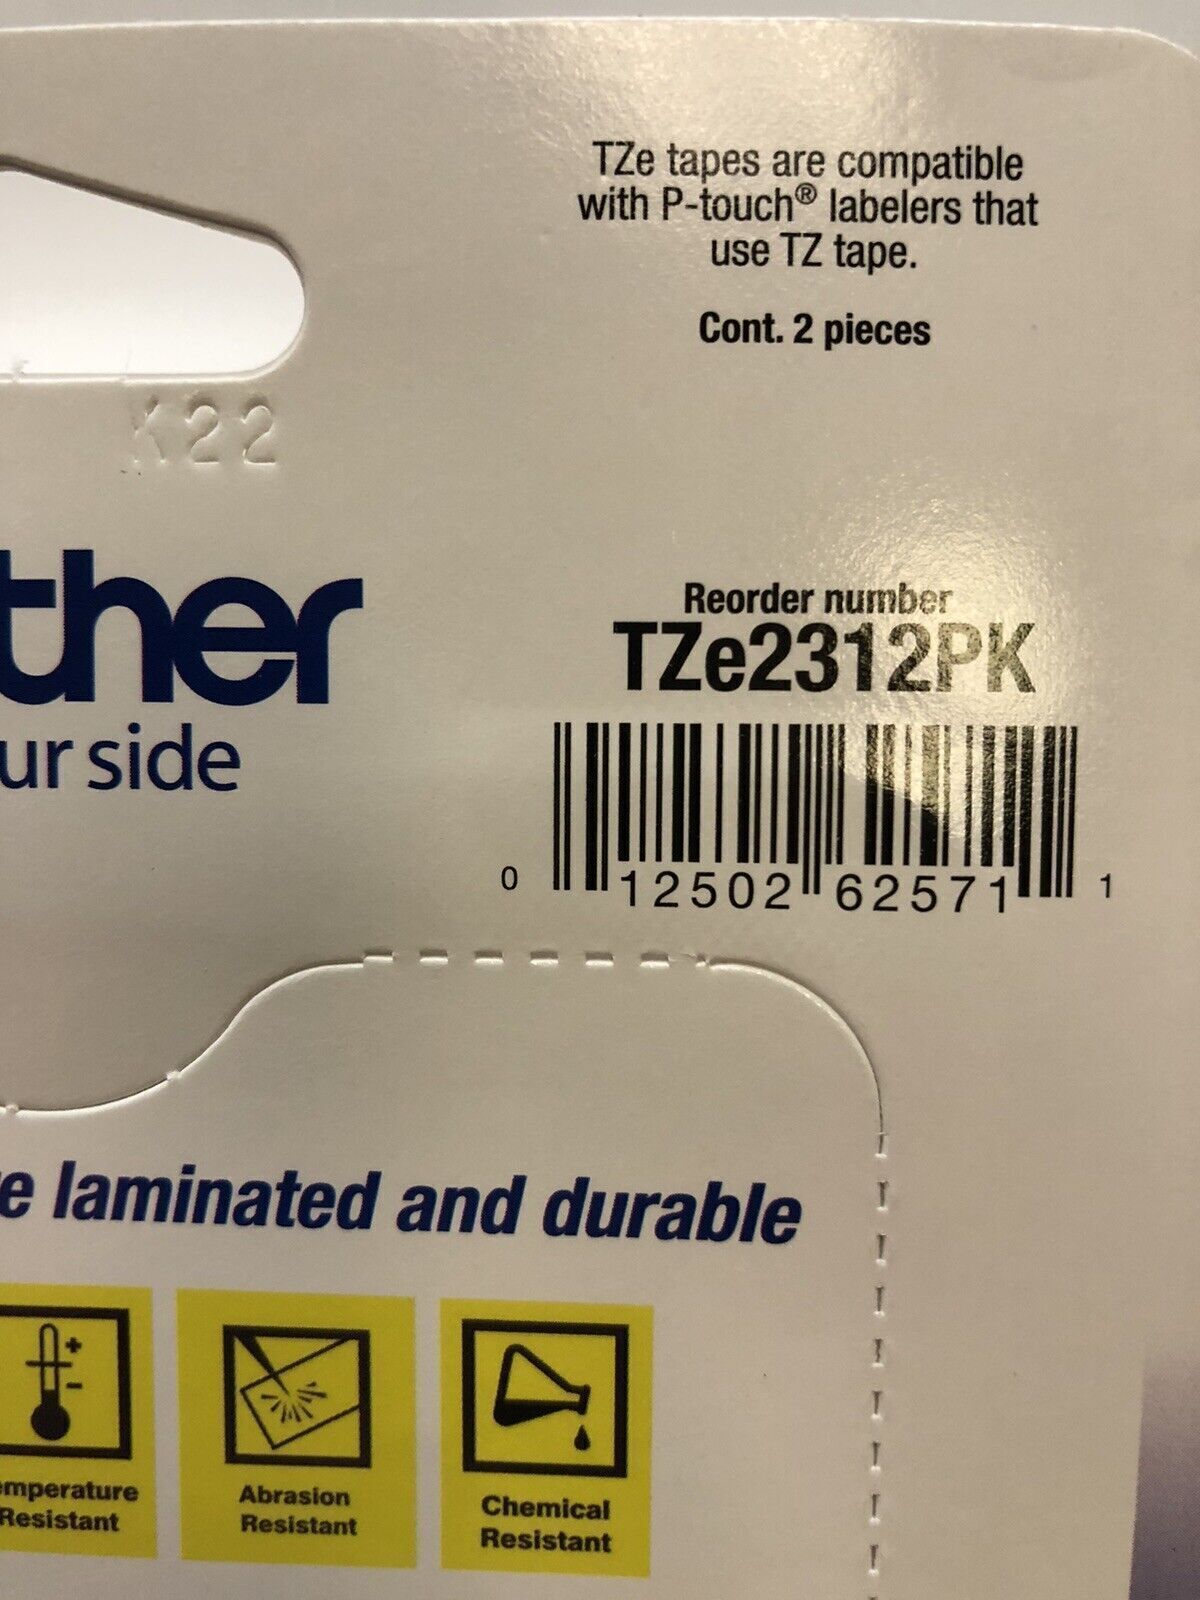 TZe tapes are compatible
with P-touch® labelers that
use TZ tape.
Cont. 2 pieces
K22
ther
ur side
Reorder number
TZe2312PK
0 12502 62571 1
e laminated and durable
emperature
Resistant
Abrasion
Resistant
Chemical
Resistant